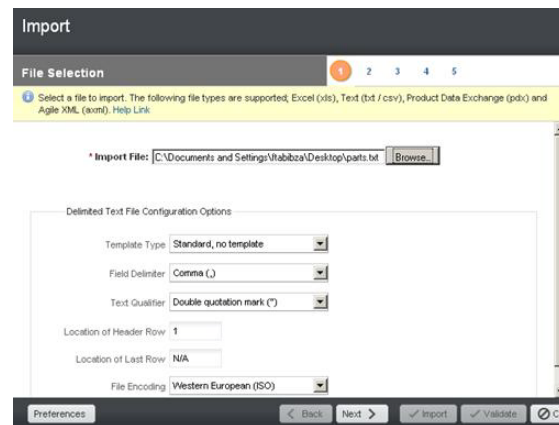 Import
File Selection
1 2 3 4 5
Select a file to import. The following file types are supported; Excel (xls), Text (txt / csv), Product Data Exchange (pdx) and
Agile XML (axml). Help Link
* Import File: C:\Documents and Settings\ftabibza\Desktop\parts.txt Browse...
Delimited Text File Configuration Options
Template Type Standard, no template
Field Delimiter Comma (,)
Text Qualifier Double quotation mark (")
Location of Header Row 1
Location of Last Row N/A
File Encoding Western European (ISO)
Preferences < Back Next > Import Validate C